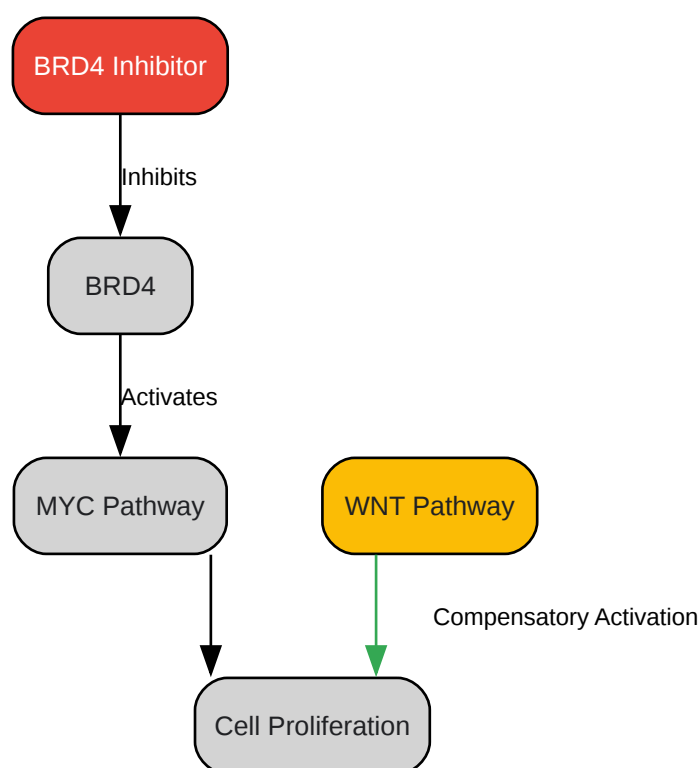 BRD4 Inhibitor
Inhibits
BRD4
Activates
MYC Pathway
WNT Pathway
Compensatory Activation
Cell Proliferation